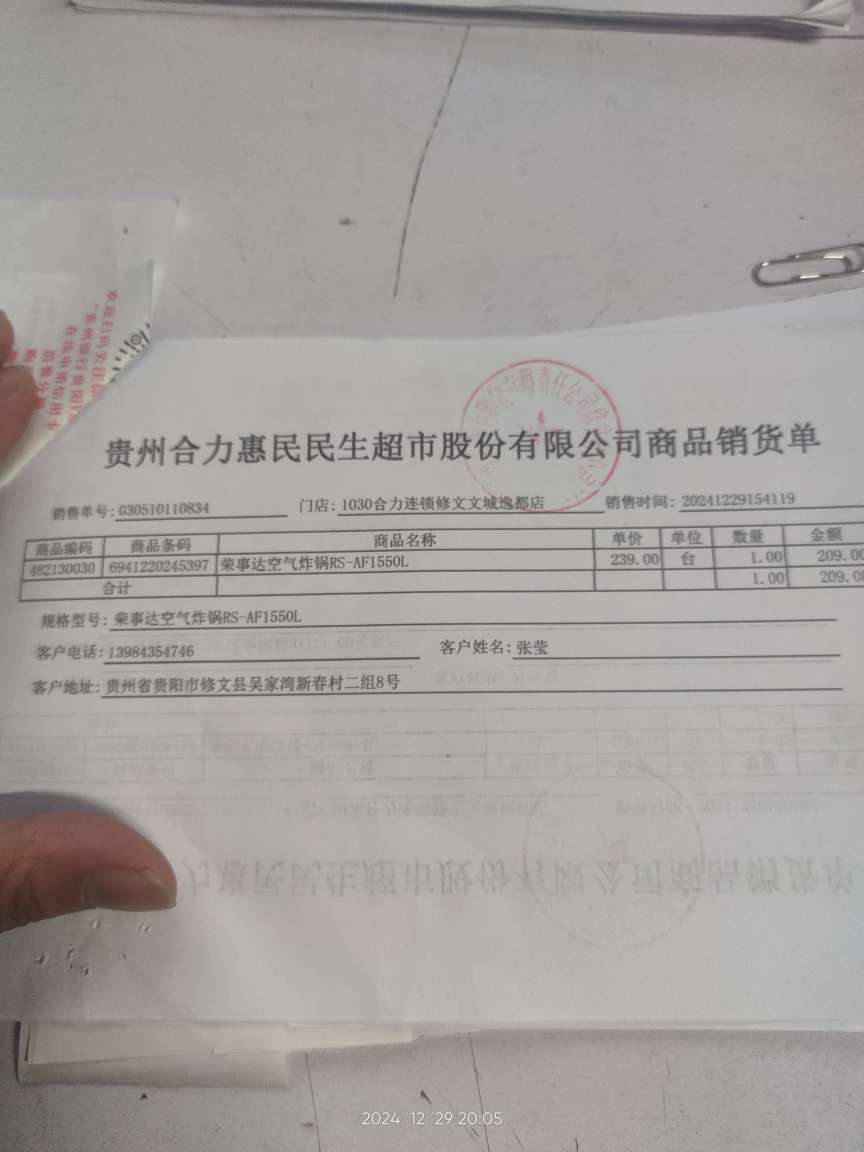 贵州合力惠民民生超市股份有限公司商品销货单
销售单号:030510110834 门店:1030合力连锁修文文城逸都店 销售时间:20241229154119
商品编码 商品条码 商品名称 单价 单位 数量 金额
482130030 6941220245397 荣事达空气炸锅RS-AF1550L 239.00 台 1.00 209.00
合计 1.00 209.00
规格型号:荣事达空气炸锅RS-AF1550L
客户电话:13984354746 客户姓名:张莹
客户地址:贵州省贵阳市修文县吴家湾新春村二组8号
2024/12/29 20:05